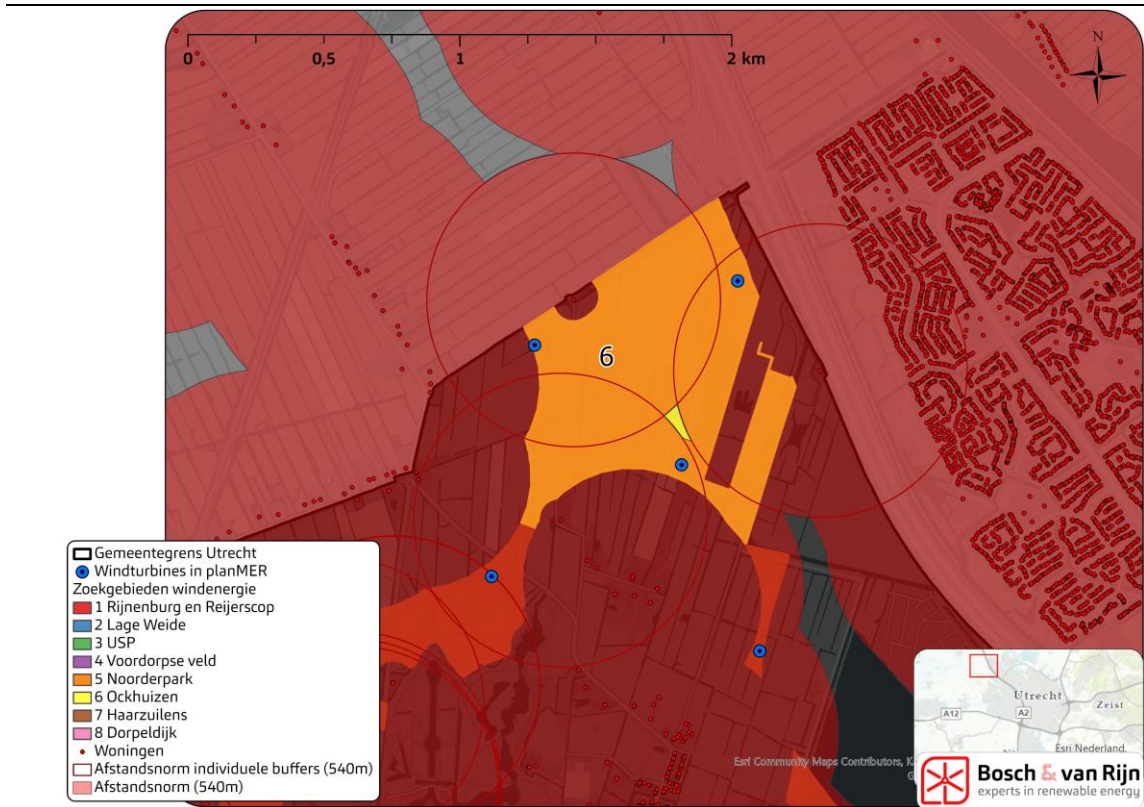 0 0,5 1 2 km
N
6
Gemeentegrens Utrecht
Windturbines in planMER
Zoekgebieden windenergie
1 Rijnenburg en Reijerscop
2 Lage Weide
3 USP
4 Voordorpse veld
5 Noorderpark
6 Ockhuizen
7 Haarzuilens
8 Dorpeldijk
Woningen
Afstandsnorm individuele buffers (540m)
Afstandsnorm (540m)
Utrecht
Zeist
A12
A2
Esri Nederland,
Esri Community Maps Contributors,
Bosch & van Rijn
experts in renewable energy